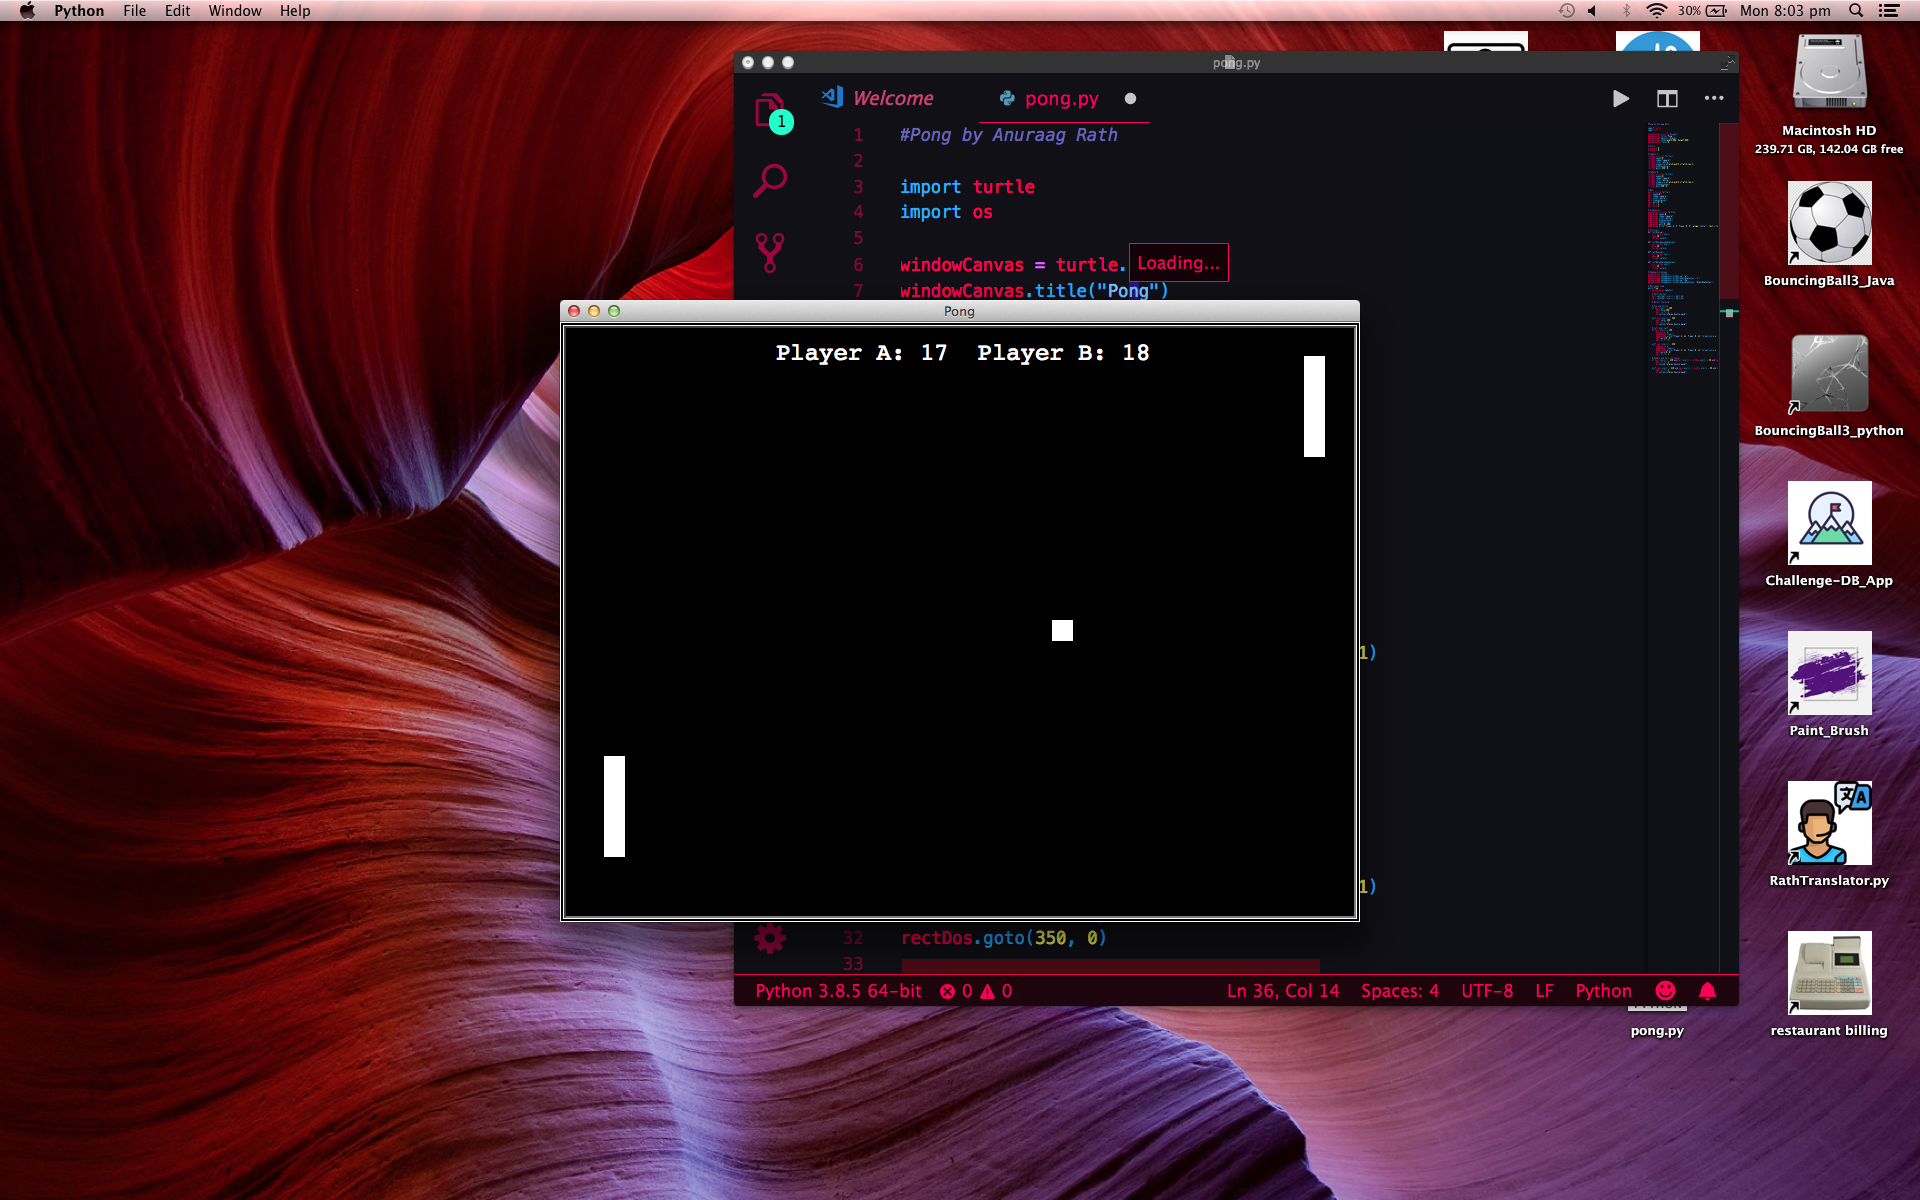 Python File Edit Window Help 30% Mon 8:03 pm
pong.py
Welcome pong.py
1
1 #Pong by Anuraag Rath
2
3 import turtle
4 import os
5
6 windowCanvas = turtle. Loading...
7 windowCanvas.title("Pong")
Pong
Player A: 17 Player B: 18
1)
1)
32 rectDos.goto(350, 0)
33
Python 3.8.5 64-bit 0 0 Ln 36, Col 14 Spaces: 4 UTF-8 LF Python
Macintosh HD
239.71 GB, 142.04 GB free
BouncingBall3_Java
BouncingBall3_python
Challenge-DB_App
Paint_Brush
文 A
RathTranslator.py
pong.py
restaurant billing